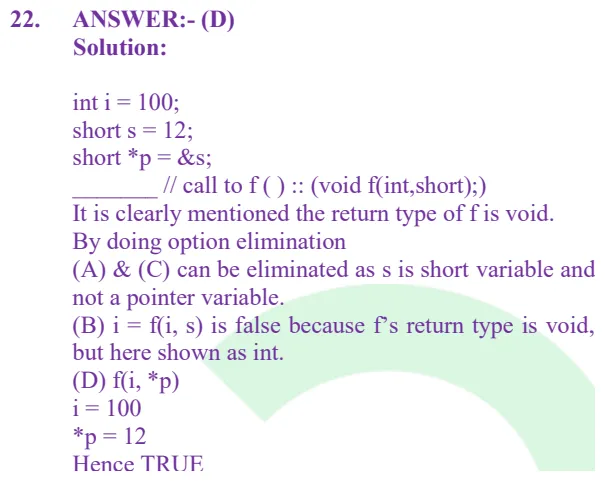 22. ANSWER:- (D)
Solution:
int i = 100;
short s = 12;
short *p = &s;
_______ // call to f ( ) :: (void f(int,short);)
It is clearly mentioned the return type of f is void.
By doing option elimination
(A) & (C) can be eliminated as s is short variable and
not a pointer variable.
(B) i = f(i, s) is false because f’s return type is void,
but here shown as int.
(D) f(i, *p)
i = 100
*p = 12
Hence TRUE